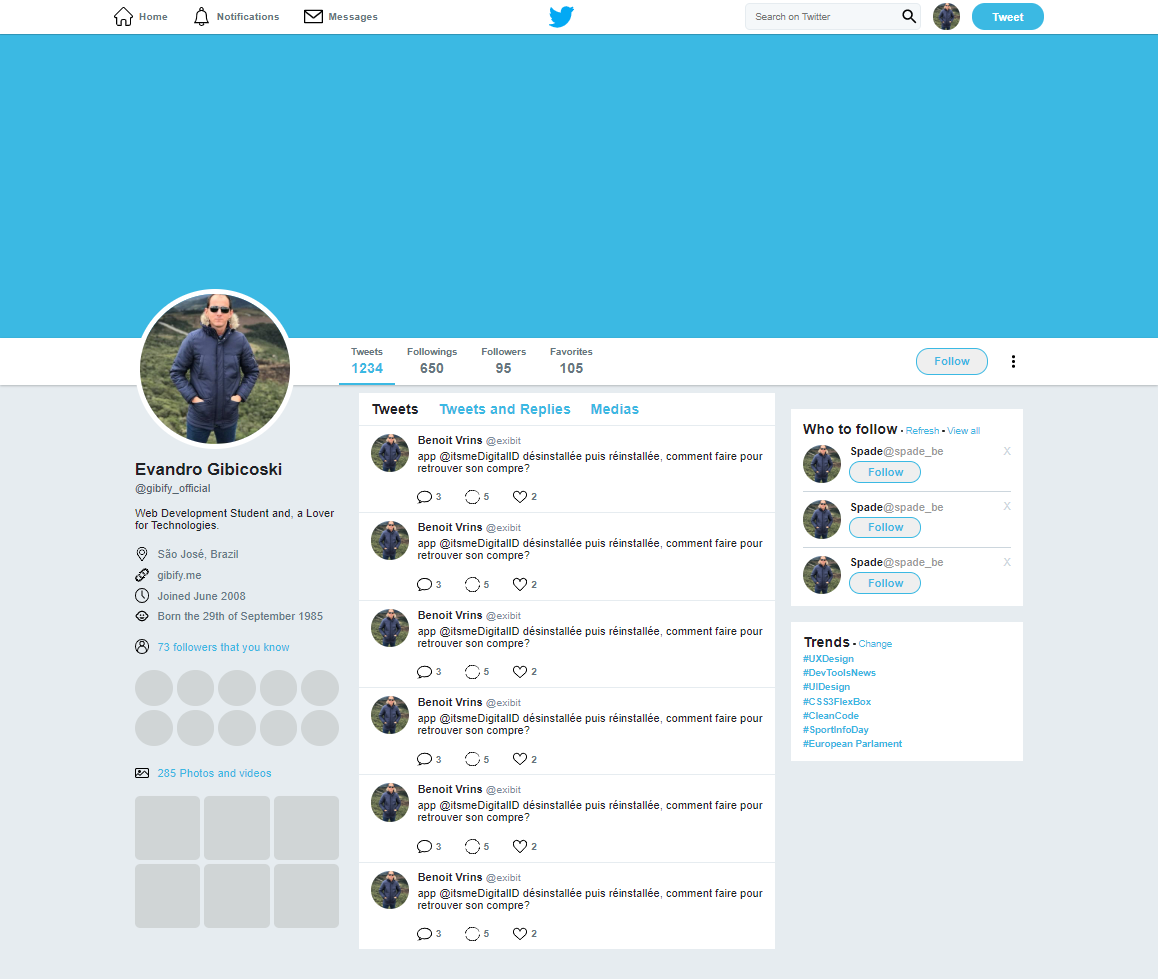 Home Notifications Messages Search on Twitter Tweet
Tweets Followings Followers Favorites
1234 650 95 105 Follow
Evandro Gibicoski
@gibify_official
Web Development Student and, a Lover
for Technologies.
São José, Brazil
gibify.me
Joined June 2008
Born the 29th of September 1985
73 followers that you know
285 Photos and videos
Tweets Tweets and Replies Medias
Benoit Vrins @exibit
app @itsmeDigitalID désinstallée puis réinstallée, comment faire pour
retrouver son compre?
3 5 2
Benoit Vrins @exibit
app @itsmeDigitalID désinstallée puis réinstallée, comment faire pour
retrouver son compre?
3 5 2
Benoit Vrins @exibit
app @itsmeDigitalID désinstallée puis réinstallée, comment faire pour
retrouver son compre?
3 5 2
Benoit Vrins @exibit
app @itsmeDigitalID désinstallée puis réinstallée, comment faire pour
retrouver son compre?
3 5 2
Benoit Vrins @exibit
app @itsmeDigitalID désinstallée puis réinstallée, comment faire pour
retrouver son compre?
3 5 2
Benoit Vrins @exibit
app @itsmeDigitalID désinstallée puis réinstallée, comment faire pour
retrouver son compre?
3 5 2
Who to follow • Refresh • View all
Spade@spade_be X
Follow
Spade@spade_be X
Follow
Spade@spade_be X
Follow
Trends • Change
#UXDesign
#DevToolsNews
#UIDesign
#CSS3FlexBox
#CleanCode
#SportInfoDay
#European Parlament